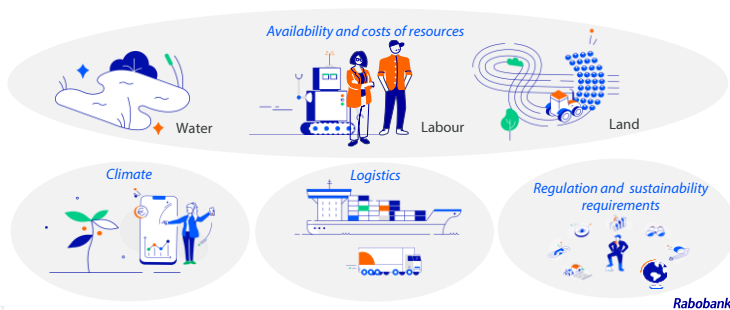 Availability and costs of resources
Water
Labour
Land
Climate
Logistics
Regulation and sustainability
requirements
Rabobank